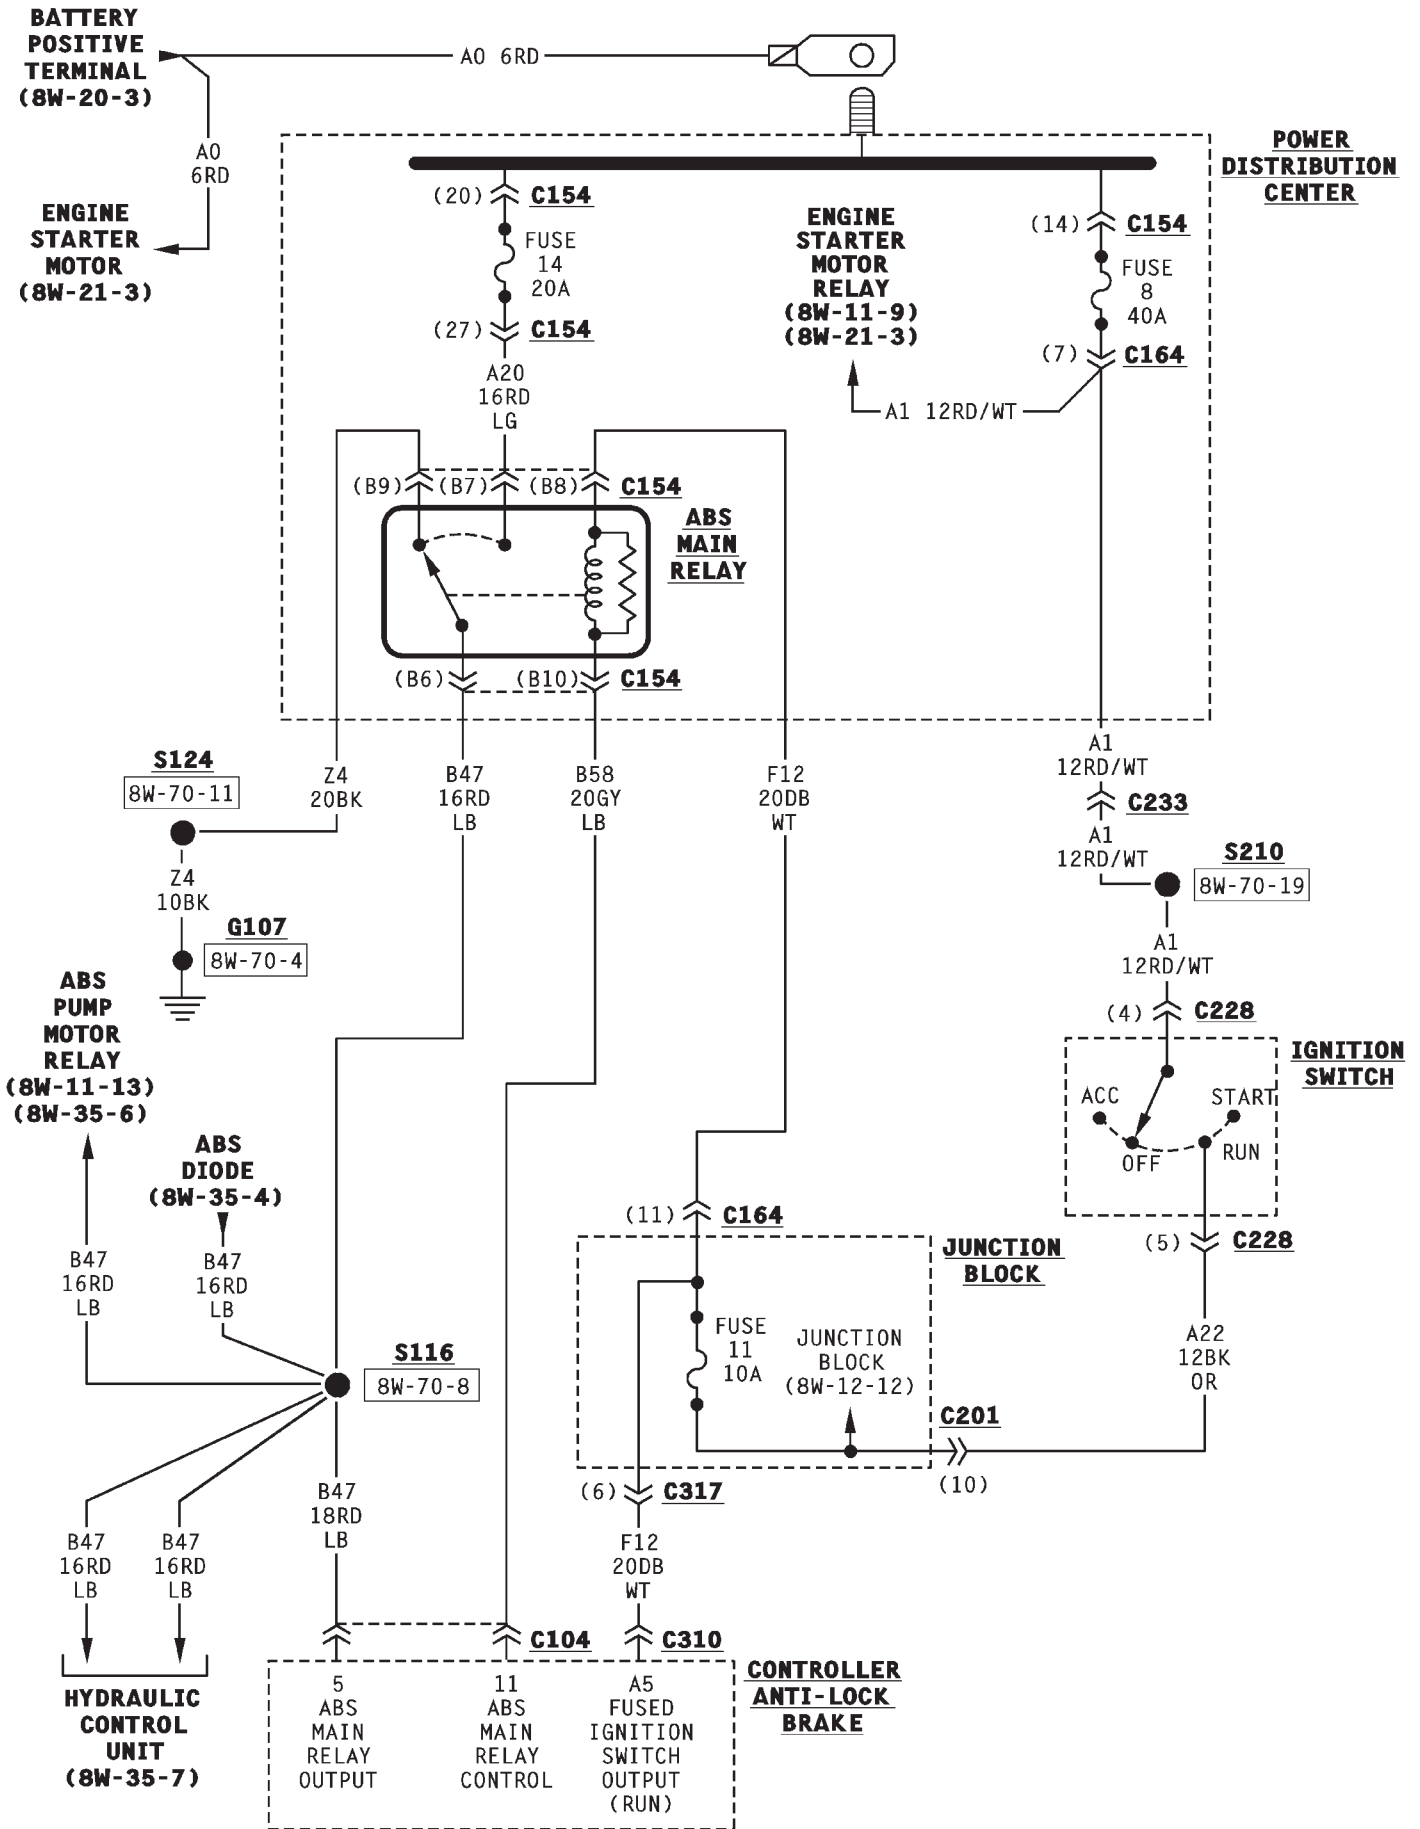 BATTERY
POSITIVE
TERMINAL
(8W-20-3)
A0 6RD
A0
6RD
ENGINE
STARTER
MOTOR
(8W-21-3)
POWER
DISTRIBUTION
CENTER
(20) C154
FUSE
14
20A
(27) C154
A20
16RD
LG
ENGINE
STARTER
MOTOR
RELAY
(8W-11-9)
(8W-21-3)
A1 12RD/WT
(14) C154
FUSE
8
40A
(7) C164
(B9) (B7) (B8) C154
ABS
MAIN
RELAY
(B6) (B10) C154
S124
8W-70-11
Z4
20BK
B47
16RD
LB
B58
20GY
LB
F12
20DB
WT
A1
12RD/WT
C233
A1
12RD/WT
S210
8W-70-19
Z4
10BK
G107
8W-70-4
A1
12RD/WT
(4) C228
IGNITION
SWITCH
ACC
START
OFF
RUN
(5) C228
ABS
PUMP
MOTOR
RELAY
(8W-11-13)
(8W-35-6)
ABS
DIODE
(8W-35-4)
B47
16RD
LB
B47
16RD
LB
(11) C164
JUNCTION
BLOCK
FUSE
11
10A
JUNCTION
BLOCK
(8W-12-12)
A22
12BK
OR
S116
8W-70-8
C201
(10)
(6) C317
B47
18RD
LB
F12
20DB
WT
B47
16RD
LB
B47
16RD
LB
C104
C310
HYDRAULIC
CONTROL
UNIT
(8W-35-7)
5
ABS
MAIN
RELAY
OUTPUT
11
ABS
MAIN
RELAY
CONTROL
A5
FUSED
IGNITION
SWITCH
OUTPUT
(RUN)
CONTROLLER
ANTI-LOCK
BRAKE